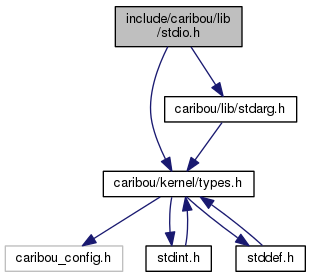 include/caribou/lib
/stdio.h
caribou/lib/stdarg.h
caribou/kernel/types.h
caribou_config.h
stdint.h
stddef.h